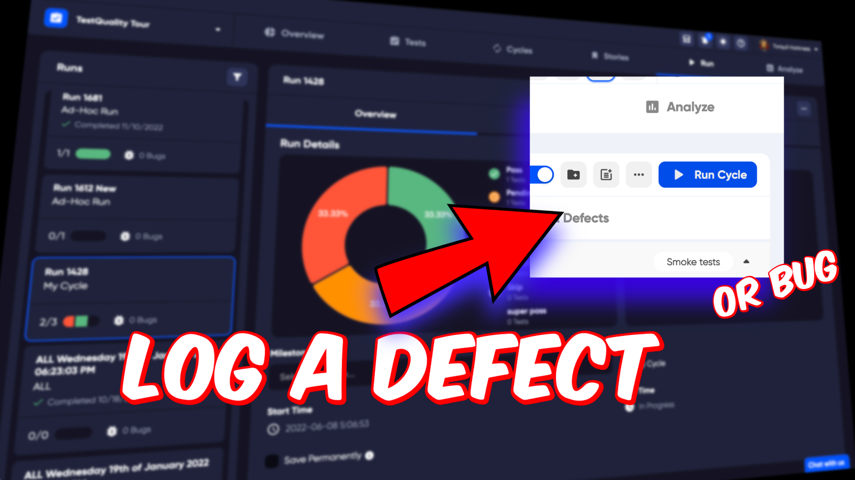 TestQuality Tour
Overview
Tests
Cycles
Stories
Run
Analyze
Runs
Run 1681
Ad-Hoc Run
Completed 11/10/2022
1/1
0 Bugs
Run 1612 New
Ad-Hoc Run
0/1
0 Bugs
Run 1428
My Cycle
2/3
0 Bugs
ALL Wednesday
06:23:03 PM
ALL
Completed 10/18/
0/0
0 Bugs
ALL Wednesday 19th of January 2022
Run 1428
Overview
Run Details
33.33%
33.33%
Pass
super pass
0 Tests
Start Time
2022-06-08 5:06:53
Save Permanently
Cycle
In Progress
Chat with us
Analyze
Run Cycle
Defects
Smoke tests
LOG A DEFECT
OR BUG